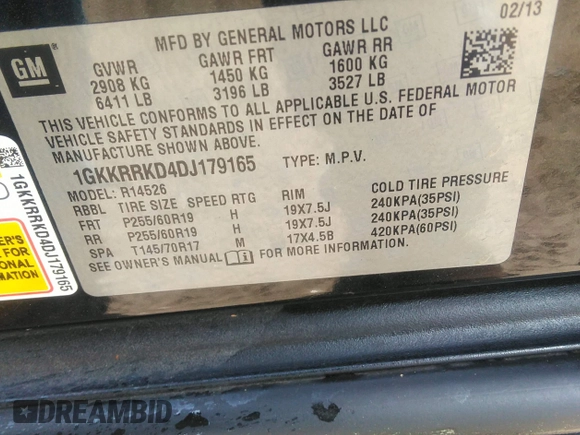 GM
MFD BY GENERAL MOTORS LLC
02/13
GVWR GAWR FRT GAWR RR
2908 KG 1450 KG 1600 KG
6411 LB 3196 LB 3527 LB
THIS VEHICLE CONFORMS TO ALL APPLICABLE U.S. FEDERAL MOTOR
VEHICLE SAFETY STANDARDS IN EFFECT ON THE DATE OF
MANUFACTURE SHOWN ABOVE.
1GKKRRKD4DJ179165 TYPE: M.P.V.
MODEL: R14526
RBBL TIRE SIZE SPEED RTG RIM COLD TIRE PRESSURE
FRT P255/60R19 H 19X7.5J 240KPA(35PSI)
RR P255/60R19 H 19X7.5J 240KPA(35PSI)
SPA T145/70R17 M 17X4.5B 420KPA(60PSI)
SEE OWNER'S MANUAL FOR MORE INFORMATION.
1GKKRRKD4DJ179165
ER'S
FOR
ONAL
MATION
DREAMBID